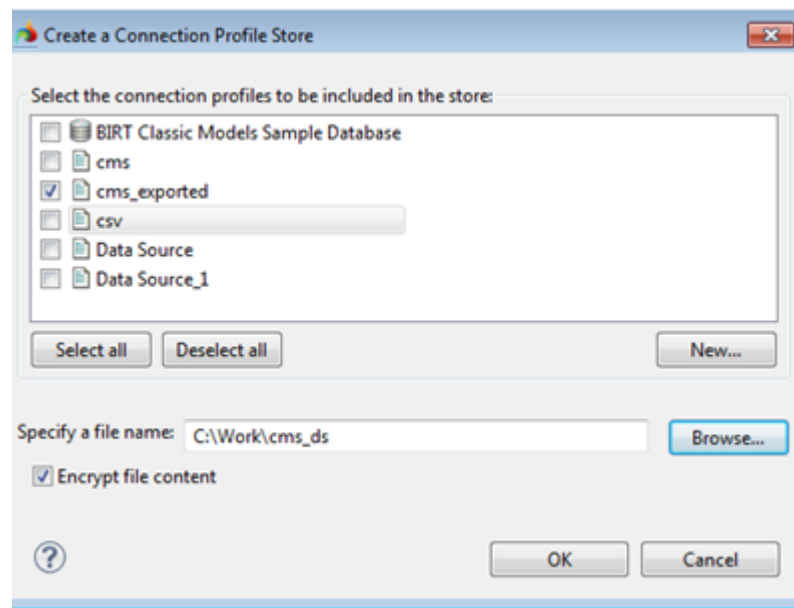 Create a Connection Profile Store
Select the connection profiles to be included in the store:
BIRT Classic Models Sample Database
cms
cms_exported
csv
Data Source
Data Source_1
Select all Deselect all New...
Specify a file name: C:\Work\cms_ds Browse...
Encrypt file content
? OK Cancel